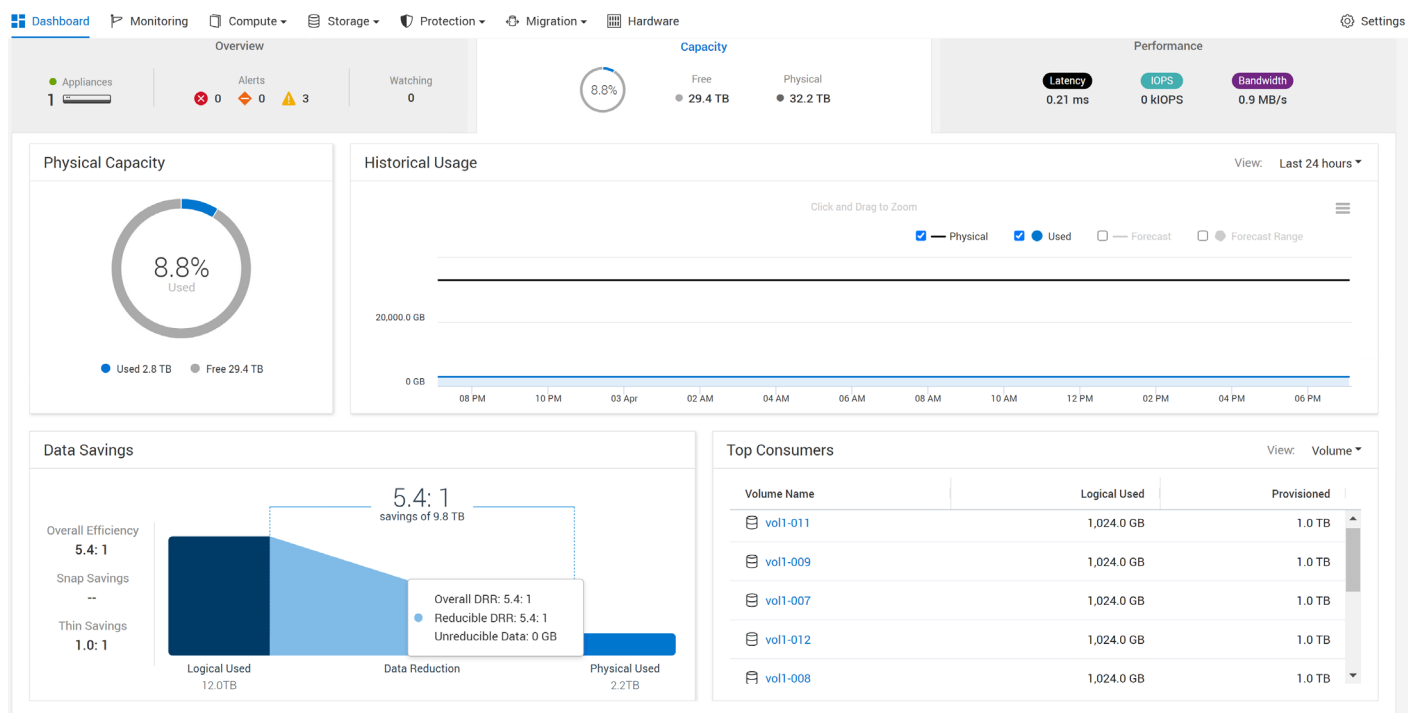 Dashboard Monitoring Compute Storage Protection Migration Hardware Settings
Overview
Appliances
1
Alerts
0 0 3
Watching
0
Capacity
8.8%
Free
29.4 TB
Physical
32.2 TB
Performance
Latency
0.21 ms
IOPS
0 kIOPS
Bandwidth
0.9 MB/s
Physical Capacity
8.8%
Used
Used 2.8 TB Free 29.4 TB
Historical Usage
View: Last 24 hours
Click and Drag to Zoom
Physical Used Forecast Forecast Range
20,000.0 GB
0 GB
08 PM 10 PM 03 Apr 02 AM 04 AM 06 AM 08 AM 10 AM 12 PM 02 PM 04 PM 06 PM
Data Savings
Overall Efficiency
5.4: 1
Snap Savings
--
Thin Savings
1.0: 1
5.4: 1
savings of 9.8 TB
Overall DRR: 5.4: 1
Reducible DRR: 5.4: 1
Unreducible Data: 0 GB
Logical Used
12.0TB
Data Reduction
Physical Used
2.2TB
Top Consumers
View: Volume
Volume Name Logical Used Provisioned
vol1-011 1,024.0 GB 1.0 TB
vol1-009 1,024.0 GB 1.0 TB
vol1-007 1,024.0 GB 1.0 TB
vol1-012 1,024.0 GB 1.0 TB
vol1-008 1,024.0 GB 1.0 TB